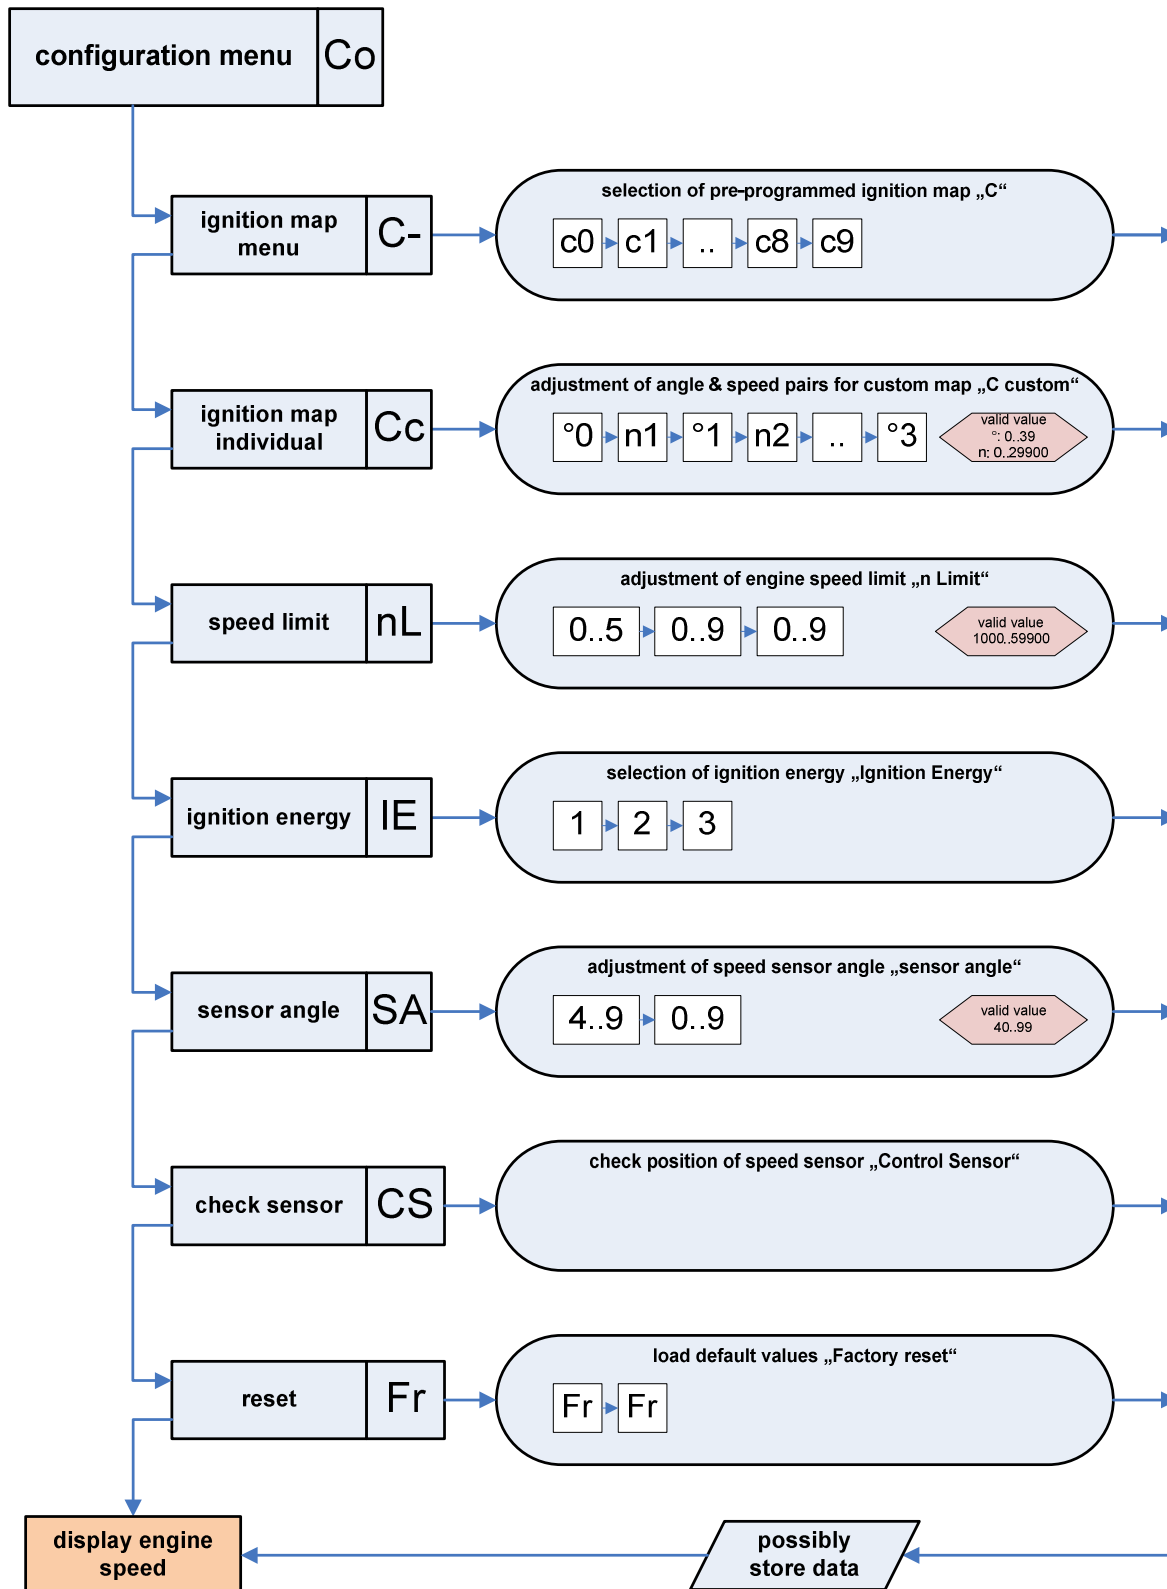 configuration menu Co
ignition map
menu
C-
selection of pre-programmed ignition map „C“
c0 c1 .. c8 c9
ignition map
individual
Cc
adjustment of angle & speed pairs for custom map „C custom“
°0 n1 °1 n2 .. °3
valid value
°: 0..39
n: 0..29900
speed limit nL
adjustment of engine speed limit „n Limit“
0..5 0..9 0..9
valid value
1000..59900
ignition energy IE
selection of ignition energy „Ignition Energy“
1 2 3
sensor angle SA
adjustment of speed sensor angle „sensor angle“
4..9 0..9
valid value
40..99
check sensor CS
check position of speed sensor „Control Sensor“
reset Fr
load default values „Factory reset“
Fr Fr
display engine
speed
possibly
store data